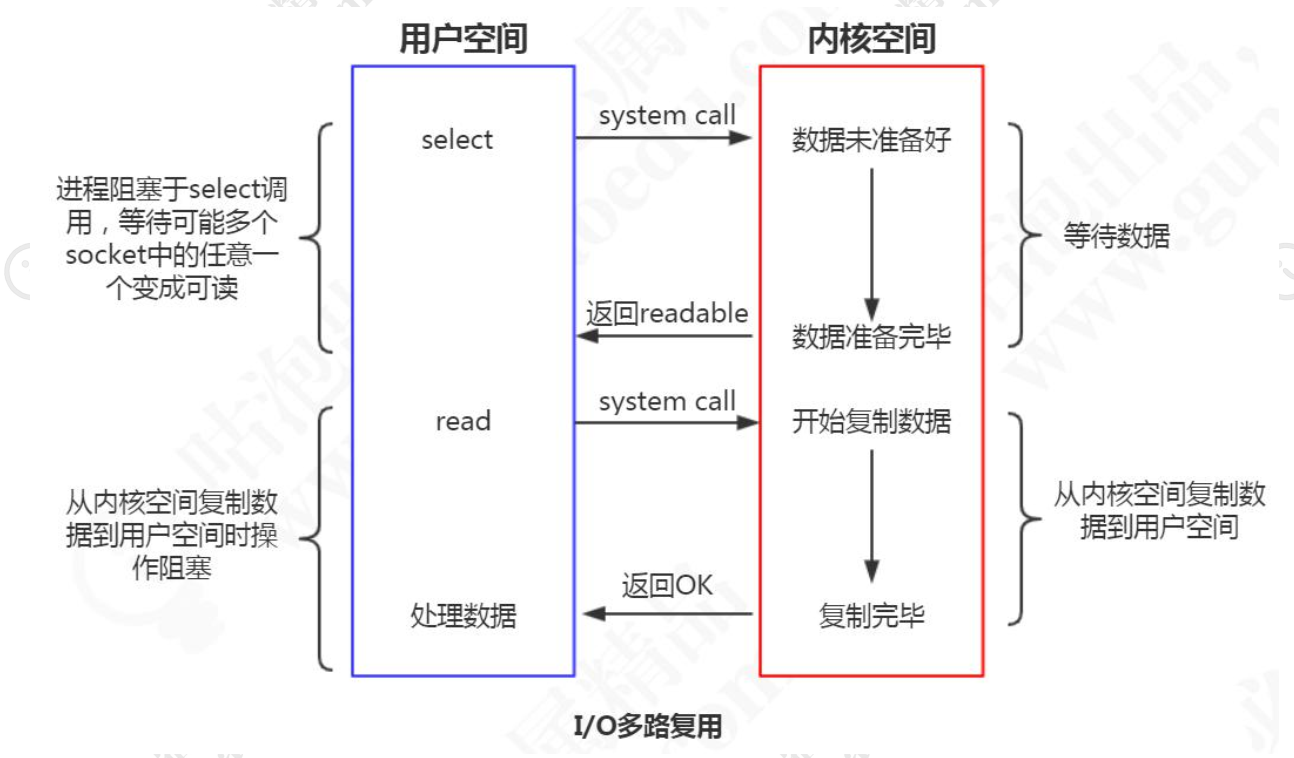 用户空间
内核空间
select
system call
数据未准备好
进程阻塞于select调
用，等待可能多个
socket中的任意一
个变成可读
等待数据
返回readable
数据准备完毕
read
system call
开始复制数据
从内核空间复制数
据到用户空间时操
作阻塞
从内核空间复制数
据到用户空间
返回OK
处理数据
复制完毕
I/O多路复用